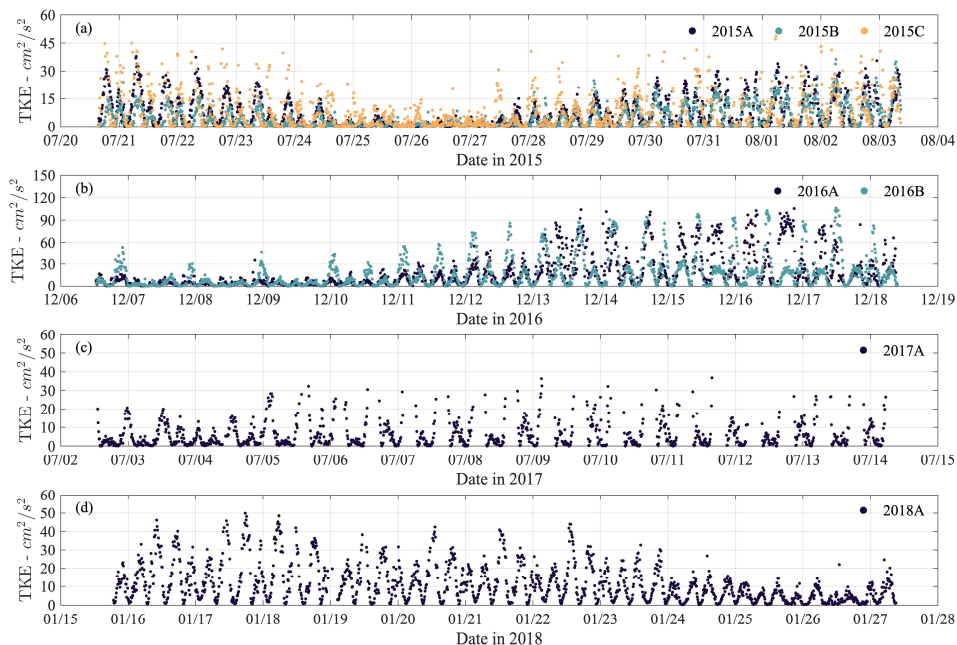 (a)
2015A 2015B 2015C
TKE - cm²/s²
60
45
30
15
0
07/20 07/21 07/22 07/23 07/24 07/25 07/26 07/27 07/28 07/29 07/30 07/31 08/01 08/02 08/03 08/04
Date in 2015
(b)
2016A 2016B
TKE - cm²/s²
150
120
90
60
30
0
12/06 12/07 12/08 12/09 12/10 12/11 12/12 12/13 12/14 12/15 12/16 12/17 12/18 12/19
Date in 2016
(c)
2017A
TKE - cm²/s²
60
50
40
30
20
10
0
07/02 07/03 07/04 07/05 07/06 07/07 07/08 07/09 07/10 07/11 07/12 07/13 07/14 07/15
Date in 2017
(d)
2018A
TKE - cm²/s²
60
50
40
30
20
10
0
01/15 01/16 01/17 01/18 01/19 01/20 01/21 01/22 01/23 01/24 01/25 01/26 01/27 01/28
Date in 2018